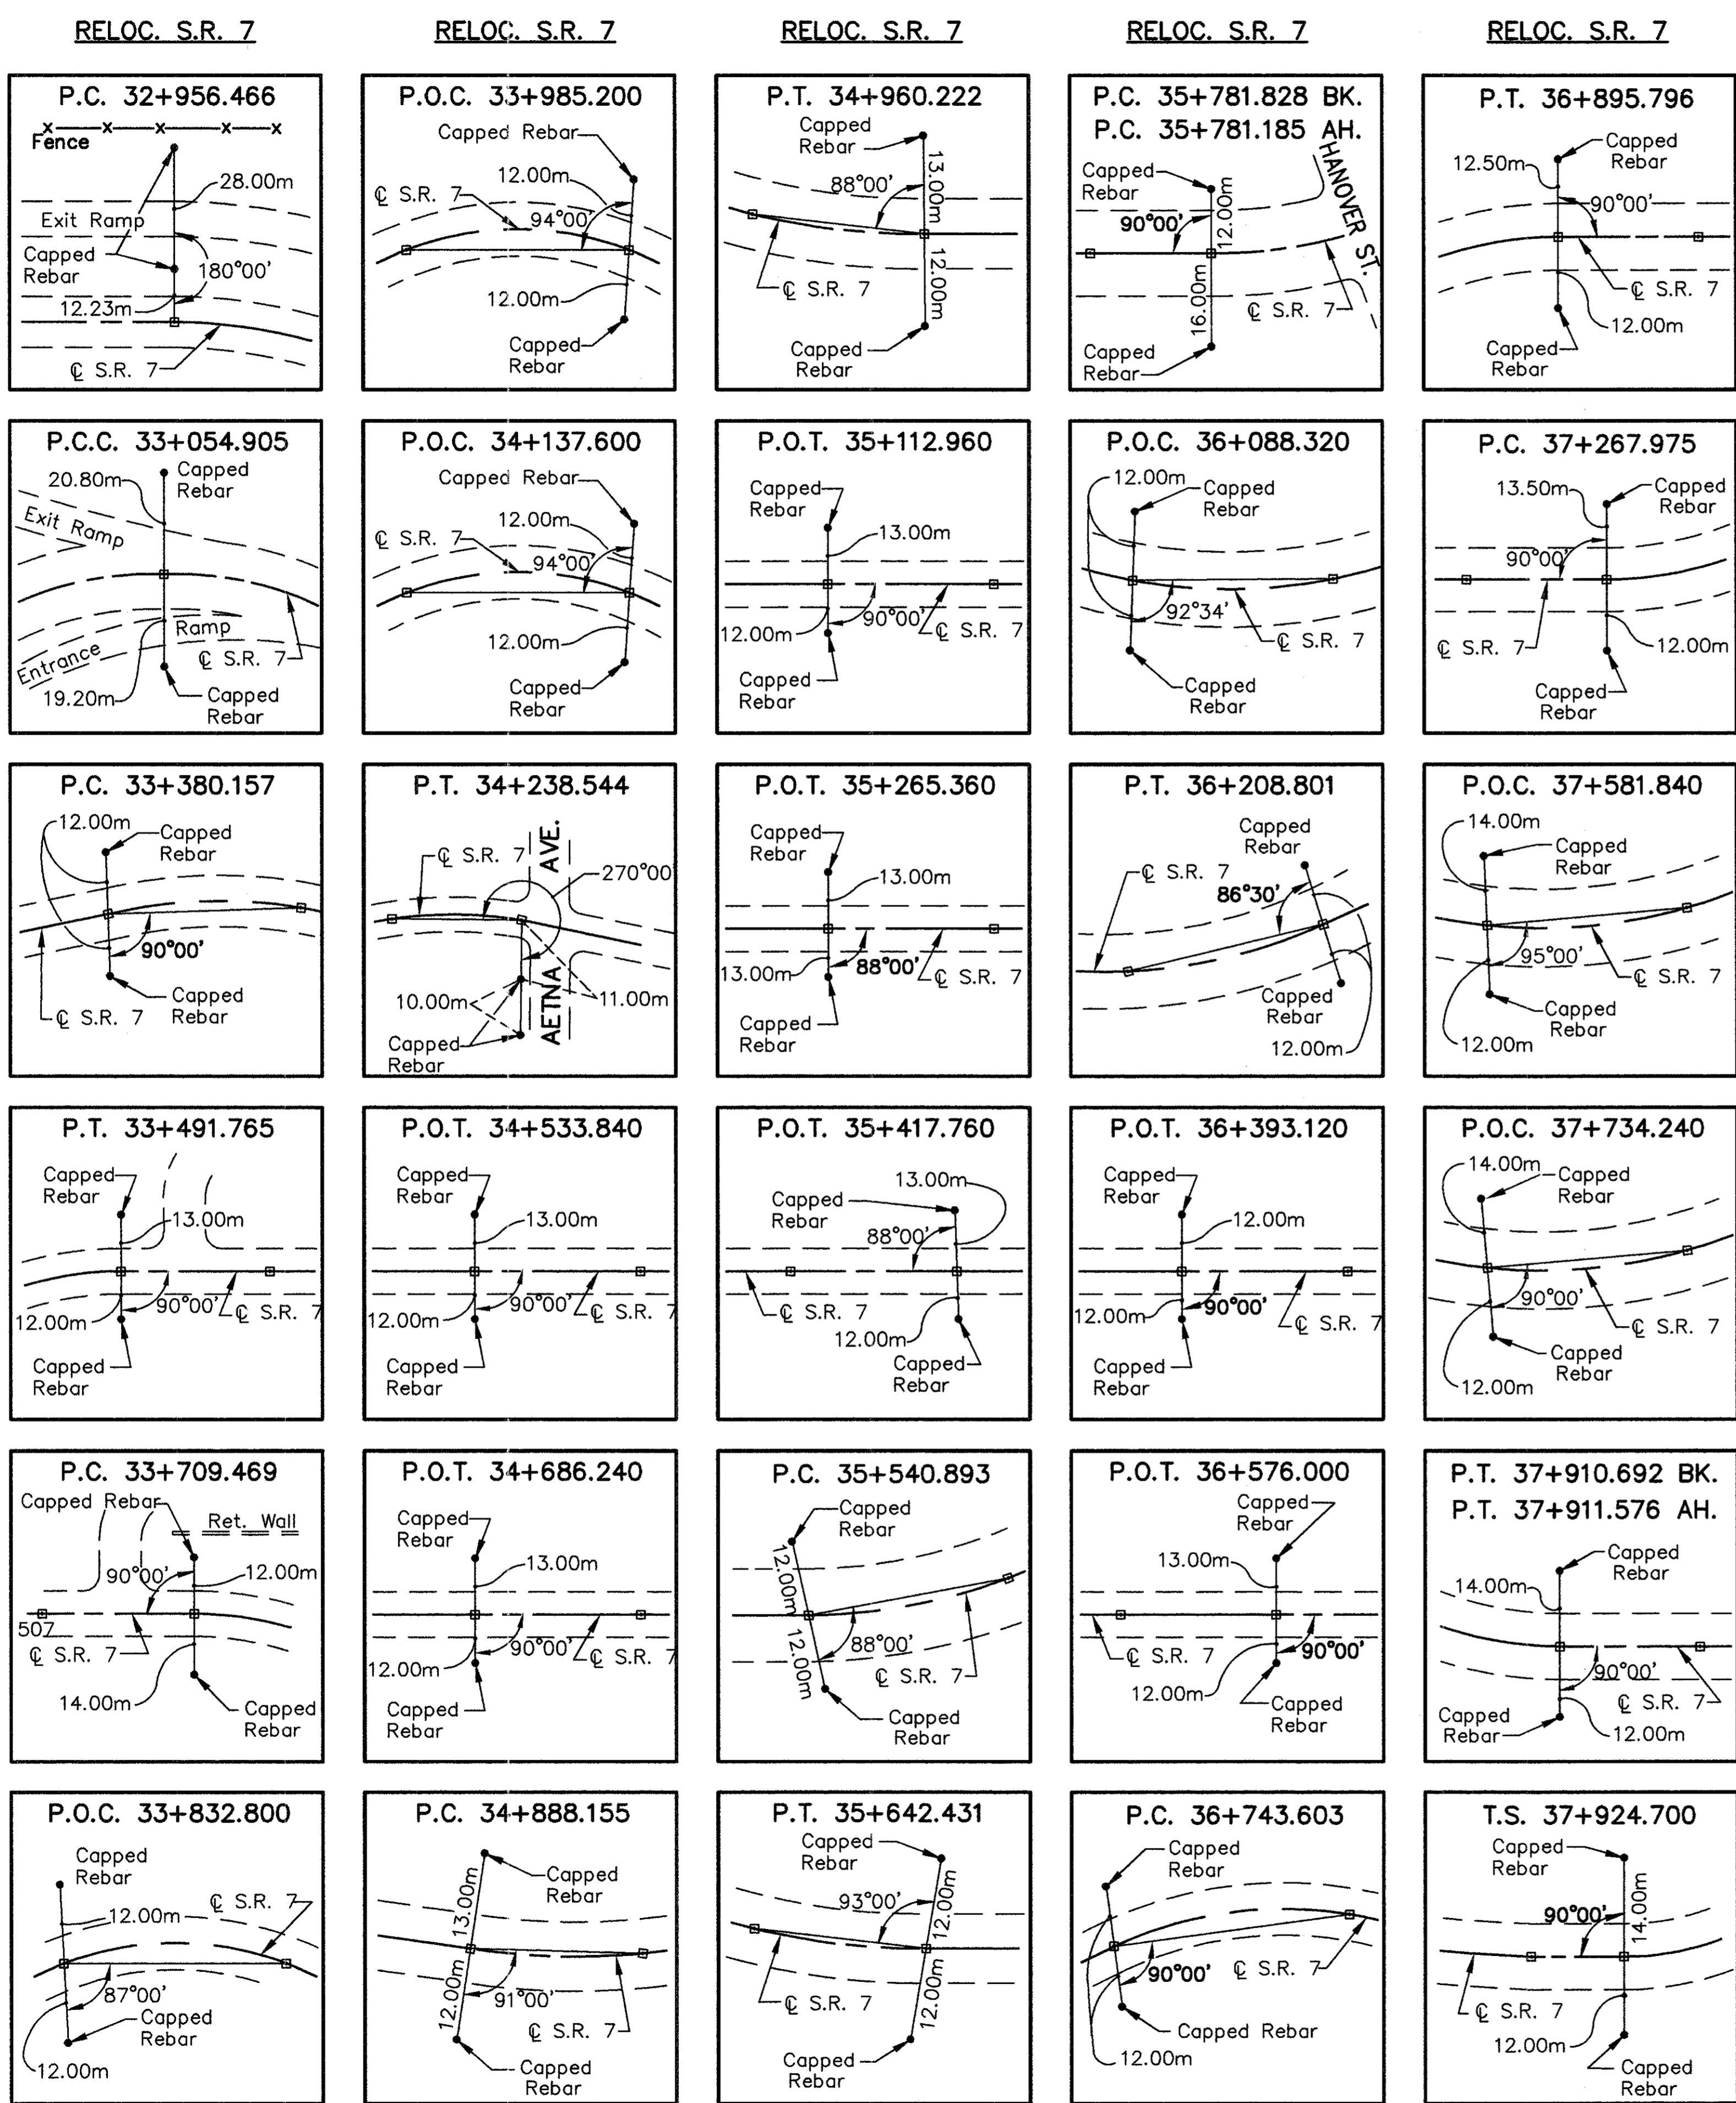 RELOC. S.R. 7
P.C. 32+956.466
Fence
28.00m
Exit Ramp
Capped
Rebar
180°00'
12.23m
℄ S.R. 7
P.C.C. 33+054.905
20.80m
Capped
Rebar
Exit Ramp
Ramp
Entrance
℄ S.R. 7
19.20m
Capped
Rebar
P.C. 33+380.157
12.00m
Capped
Rebar
90°00'
Capped
Rebar
℄ S.R. 7
P.T. 33+491.765
Capped
Rebar
13.00m
12.00m
90°00'
℄ S.R. 7
Capped
Rebar
P.C. 33+709.469
Capped Rebar
Ret. Wall
90°00'
12.00m
507
℄ S.R. 7
14.00m
Capped
Rebar
P.O.C. 33+832.800
Capped
Rebar
12.00m
℄ S.R. 7
87°00'
Capped
Rebar
12.00m
RELOC. S.R. 7
P.O.C. 33+985.200
Capped Rebar
12.00m
℄ S.R. 7
94°00'
12.00m
Capped
Rebar
P.O.C. 34+137.600
Capped Rebar
12.00m
℄ S.R. 7
94°00'
12.00m
Capped
Rebar
P.T. 34+238.544
℄ S.R. 7
AVE.
270°00'
10.00m
11.00m
AETNA
Capped
Rebar
P.O.T. 34+533.840
Capped
Rebar
13.00m
12.00m
90°00'
℄ S.R. 7
Capped
Rebar
P.O.T. 34+686.240
Capped
Rebar
13.00m
12.00m
90°00'
℄ S.R. 7
Capped
Rebar
P.C. 34+888.155
Capped
Rebar
13.00m
12.00m
91°00'
℄ S.R. 7
Capped
Rebar
RELOC. S.R. 7
P.T. 34+960.222
Capped
Rebar
13.00m
88°00'
12.00m
℄ S.R. 7
Capped
Rebar
P.O.T. 35+112.960
Capped
Rebar
13.00m
12.00m
90°00'
℄ S.R. 7
Capped
Rebar
P.O.T. 35+265.360
Capped
Rebar
13.00m
13.00m
88°00'
℄ S.R. 7
Capped
Rebar
P.O.T. 35+417.760
13.00m
Capped
Rebar
88°00'
℄ S.R. 7
12.00m
Capped
Rebar
P.C. 35+540.893
Capped
Rebar
12.00m
12.00m
88°00'
℄ S.R. 7
Capped
Rebar
P.T. 35+642.431
Capped
Rebar
93°00'
12.00m
12.00m
℄ S.R. 7
Capped
Rebar
RELOC. S.R. 7
P.C. 35+781.828 BK.
P.C. 35+781.185 AH.
HANOVER ST.
Capped
Rebar
90°00'
12.00m
16.00m
℄ S.R. 7
Capped
Rebar
P.O.C. 36+088.320
12.00m
Capped
Rebar
92°34'
℄ S.R. 7
Capped
Rebar
P.T. 36+208.801
Capped
Rebar
℄ S.R. 7
86°30'
Capped
Rebar
12.00m
P.O.T. 36+393.120
Capped
Rebar
12.00m
12.00m
90°00'
℄ S.R. 7
Capped
Rebar
P.O.T. 36+576.000
Capped
Rebar
13.00m
℄ S.R. 7
90°00'
12.00m
Capped
Rebar
P.C. 36+743.603
Capped
Rebar
90°00'
℄ S.R. 7
Capped Rebar
12.00m
RELOC. S.R. 7
P.T. 36+895.796
Capped
Rebar
12.50m
90°00'
℄ S.R. 7
12.00m
Capped
Rebar
P.C. 37+267.975
13.50m
Capped
Rebar
90°00'
℄ S.R. 7
12.00m
Capped
Rebar
P.O.C. 37+581.840
14.00m
Capped
Rebar
95°00'
℄ S.R. 7
Capped
Rebar
12.00m
P.O.C. 37+734.240
14.00m
Capped
Rebar
90°00'
℄ S.R. 7
Capped
Rebar
12.00m
P.T. 37+910.692 BK.
P.T. 37+911.576 AH.
Capped
Rebar
14.00m
90°00'
℄ S.R. 7
Capped
Rebar
12.00m
T.S. 37+924.700
Capped
Rebar
14.00m
90°00'
℄ S.R. 7
12.00m
Capped
Rebar